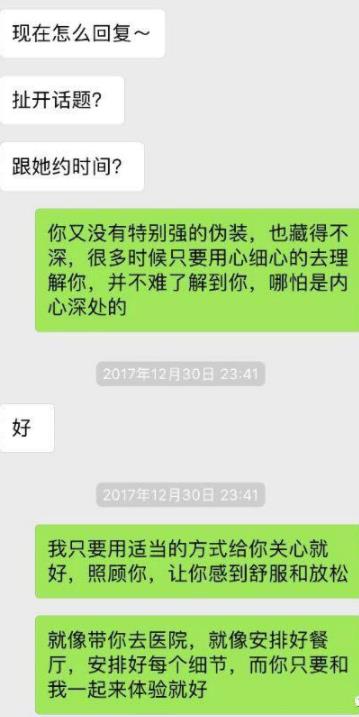 现在怎么回复～
扯开话题？
跟她约时间？
你又没有特别强的伪装，也藏得不
深，很多时候只要用心细心的去理
解你，并不难了解到你，哪怕是内
心深处的
2017年12月30日 23:41
好
2017年12月30日 23:41
我只要用适当的方式给你关心就
好，照顾你，让你感到舒服和放松
就像带你去医院，就像安排好餐
厅，安排好每个细节，而你只要和
我一起来体验就好